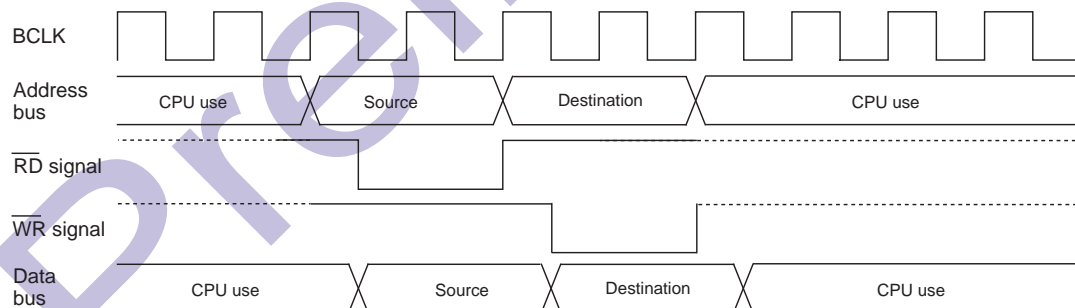 BCLK
Address
bus
CPU use
Source
Destination
CPU use
RD signal
WR signal
Data
bus
CPU use
Source
Destination
CPU use